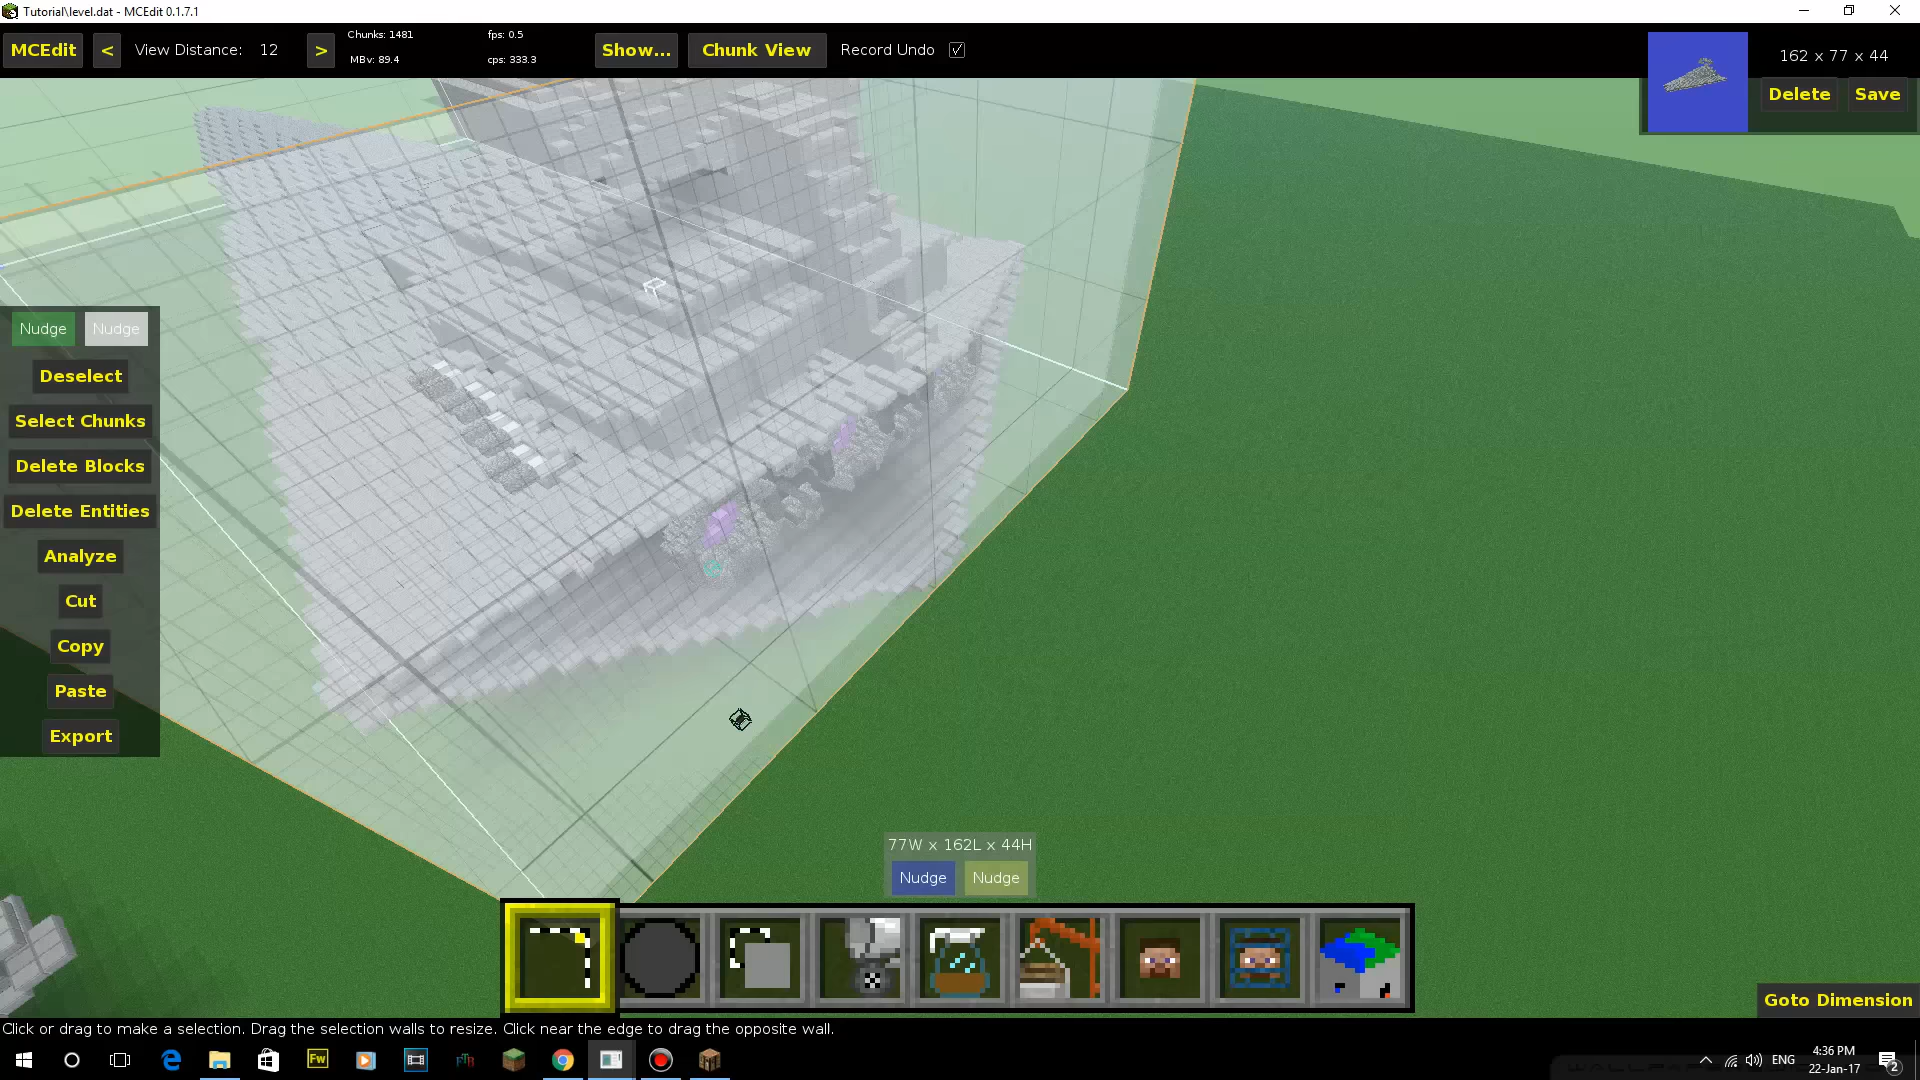 Tutorial\level.dat - MCEdit 0.1.7.1
MCEdit < View Distance: 12 > Chunks: 1481 fps: 0.5 Show... Chunk View Record Undo
MBv: 89.4 cps: 333.3
162 x 77 x 44
Delete Save
Nudge Nudge
Deselect
Select Chunks
Delete Blocks
Delete Entities
Analyze
Cut
Copy
Paste
Export
77W x 162L x 44H
Nudge Nudge
Goto Dimension
Click or drag to make a selection. Drag the selection walls to resize. Click near the edge to drag the opposite wall.
Fw
ENG
4:36 PM
22-Jan-17
2